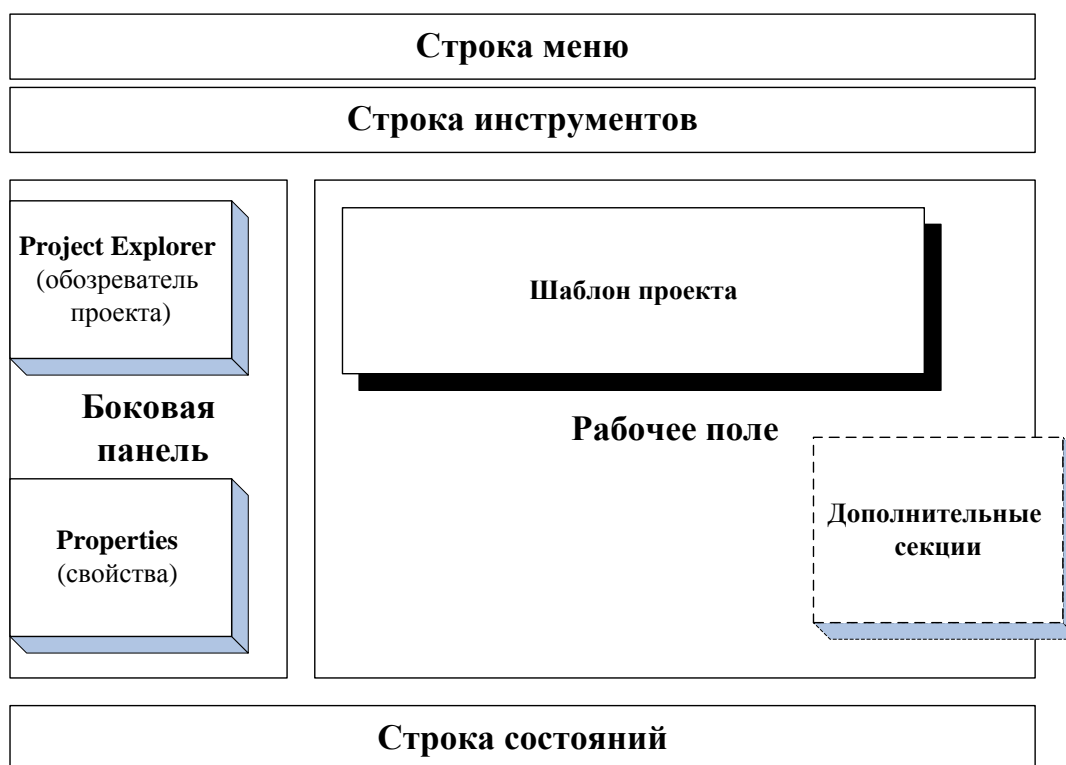 Строка меню
Строка инструментов
Project Explorer
(обозреватель
проекта)
Боковая
панель
Properties
(свойства)
Шаблон проекта
Рабочее поле
Дополнительные
секции
Строка состояний